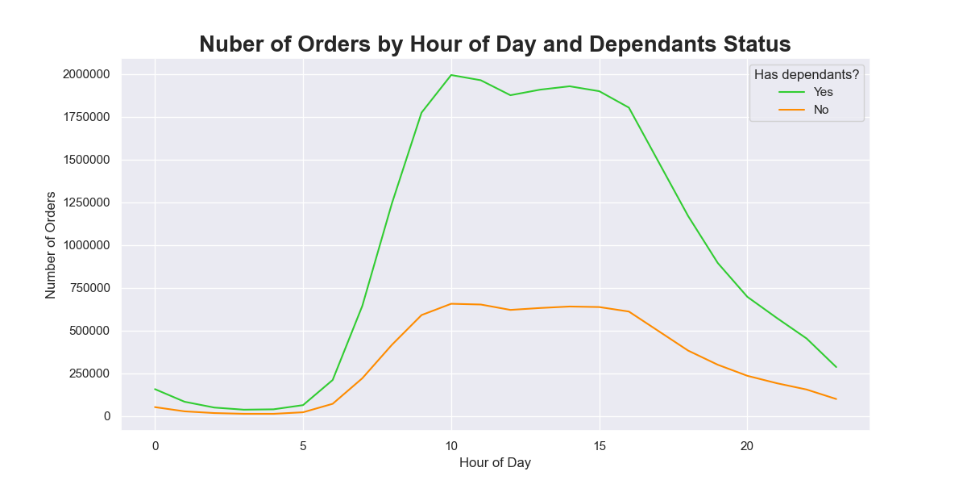 Nuber of Orders by Hour of Day and Dependants Status
Has dependants?
Yes
No
Number of Orders
2000000
1750000
1500000
1250000
1000000
750000
500000
250000
0
0 5 10 15 20
Hour of Day